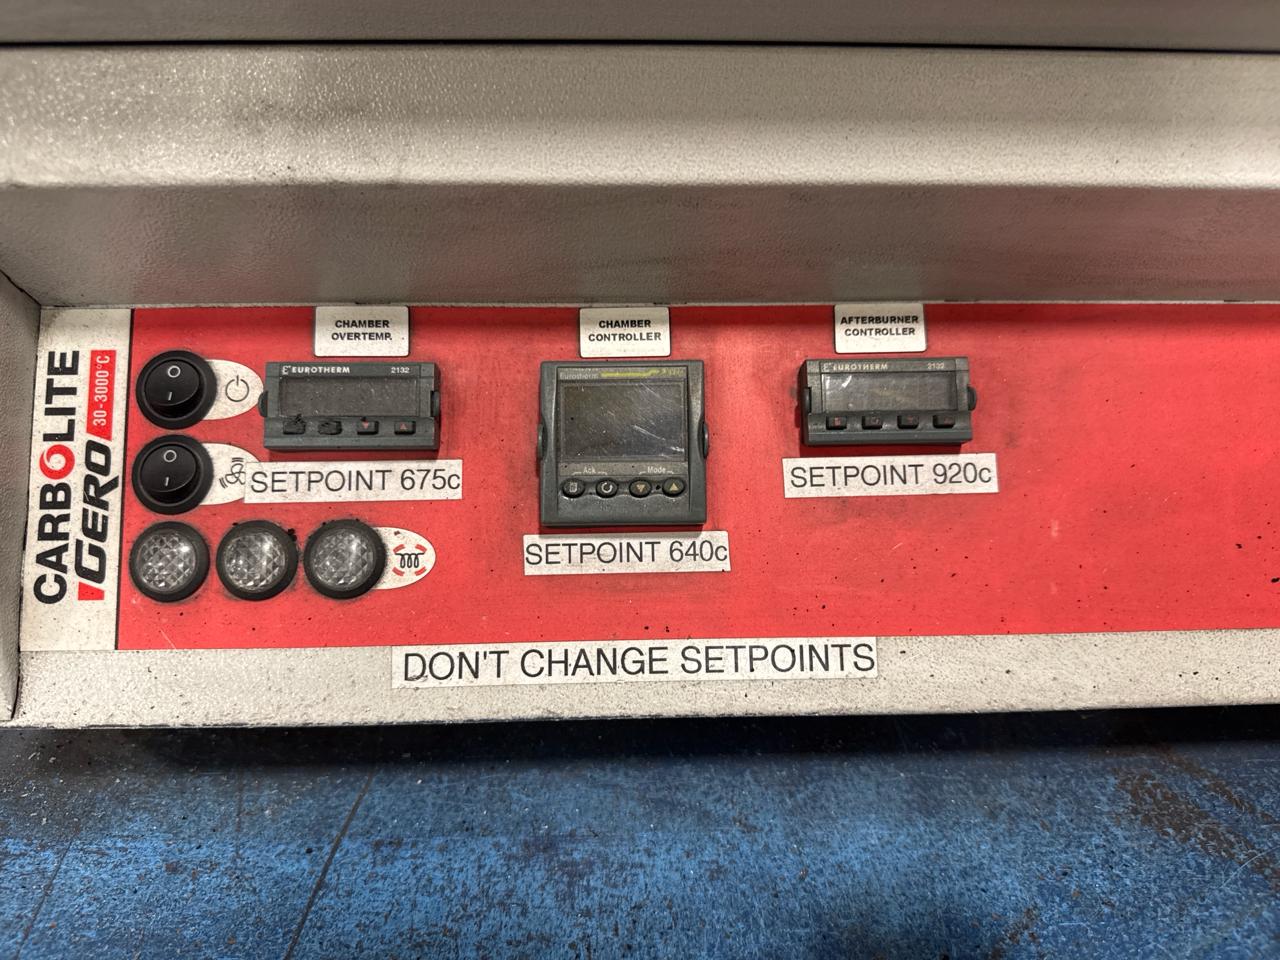 CARBOLITE
GERO 30-3000°C
CHAMBER
OVERTEMP.
EUROTHERM 2132
SETPOINT 675c
CHAMBER
CONTROLLER
Eurotherm
Ack Mode
SETPOINT 640c
AFTERBURNER
CONTROLLER
EUROTHERM 2132
SETPOINT 920c
DON'T CHANGE SETPOINTS